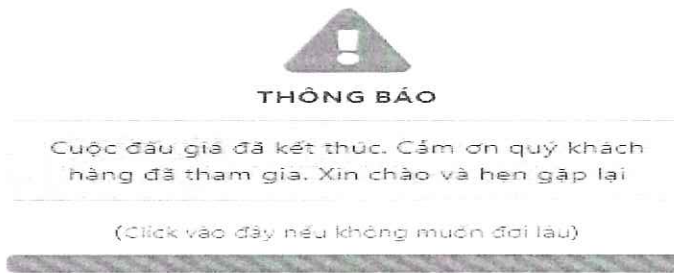 THÔNG BÁO
Cuộc đấu giá đã kết thúc. Cảm ơn quý khách
hàng đã tham gia. Xin chào và hẹn gặp lại
(Click vào đây nếu không muốn đợi lâu)